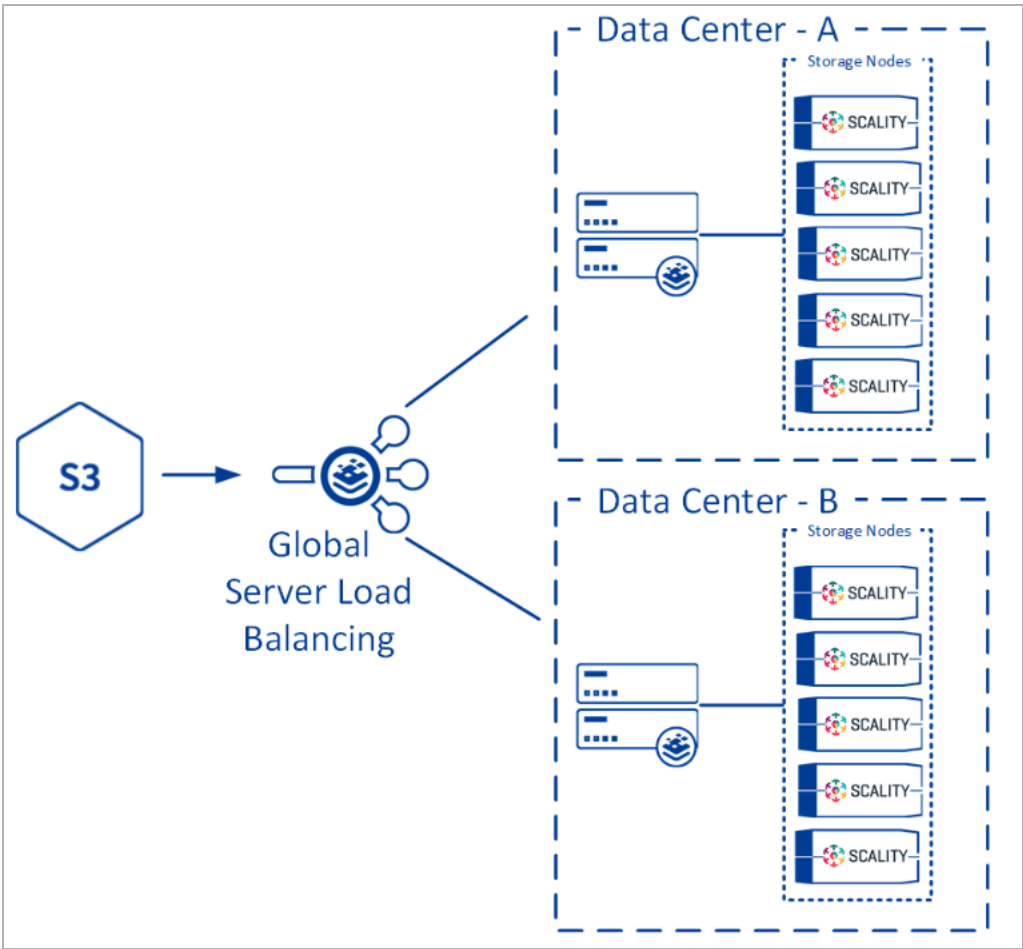 Data Center - A
Storage Nodes
SCALITY
SCALITY
SCALITY
SCALITY
SCALITY
S3
Global
Server Load
Balancing
Data Center - B
Storage Nodes
SCALITY
SCALITY
SCALITY
SCALITY
SCALITY